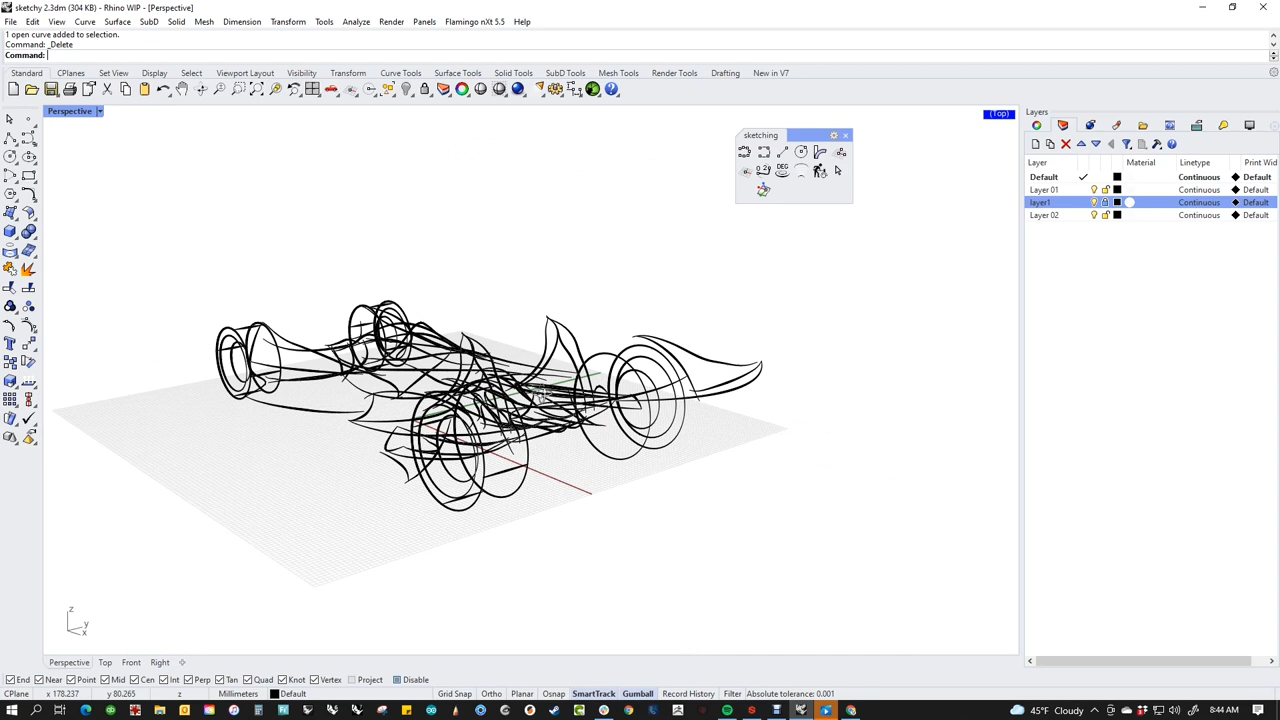 sketchy 2.3dm (304 KB) - Rhino WIP - [Perspective]
File Edit View Curve Surface SubD Solid Mesh Dimension Transform Tools Analyze Render Panels Flamingo nXt 5.5 Help
1 open curve added to selection.
Command: _Delete
Command:
Standard CPlanes Set View Display Select Viewport Layout Visibility Transform Curve Tools Surface Tools Solid Tools SubD Tools Mesh Tools Render Tools Drafting New in V7
Perspective
(Top)
sketching
DEG
Layers
Layer Material Linetype Print Wid
Default Continuous Default
Layer 01 Continuous Default
layer1 Continuous Default
Layer 02 Continuous Default
z
y
x
Perspective Top Front Right
End Near Point Mid Cen Int Perp Tan Quad Knot Vertex Project Disable
CPlane x 178.237 y 80.265 z Millimeters Default Grid Snap Ortho Planar Osnap SmartTrack Gumball Record History Filter Absolute tolerance: 0.001
45°F Cloudy 8:44 AM